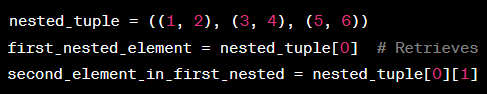 nested_tuple = ((1, 2), (3, 4), (5, 6))
first_nested_element = nested_tuple[0]  # Retrieves
second_element_in_first_nested = nested_tuple[0][1]